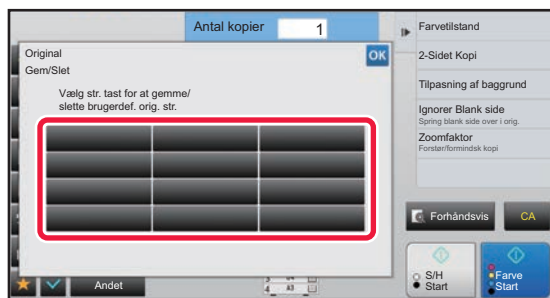 Antal kopier 1
Original
OK
Gem/Slet
Vælg str. tast for at gemme/
slette brugerdef. orig. str.
Farvetilstand
2-Sidet Kopi
Tilpasning af baggrund
Ignorer Blank side
Spring blank side over i orig.
Zoomfaktor
Forstør/formindsk kopi
Forhåndsvis
CA
Andet
4 A3
S/H
Start
Farve
Start